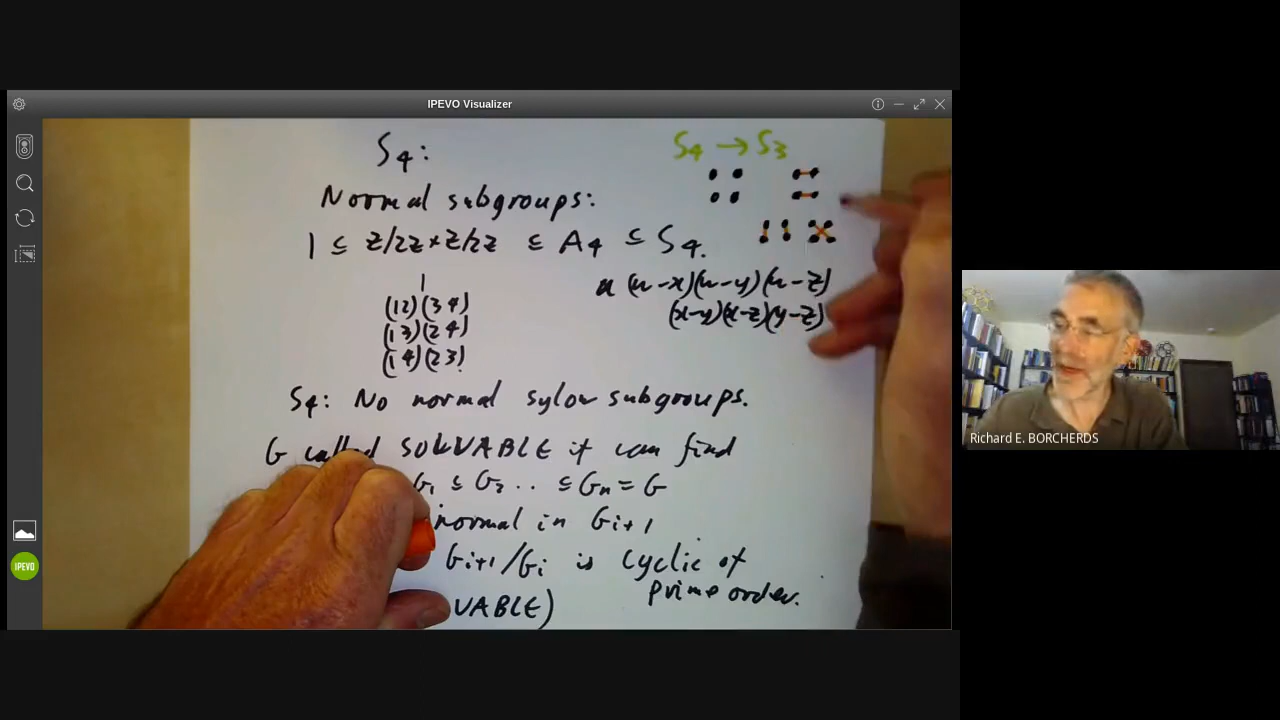 IPEVO Visualizer
S4:
S4 → S3
Normal subgroups:
1 ≤ Z/2Z × Z/2Z ≤ A4 ≤ S4.
1
(12)(34)
(13)(24)
(14)(23)
(w-x)(w-y)(w-z)
(x-y)(x-z)(y-z)
S4: No normal sylow subgroups.
G called SOLVABLE if can find
G1 ≤ G2 .. ≤ Gn = G
normal in Gi+1
Gi+1/Gi is cyclic of
prime order.
VABLE)
IPEVO
Richard E. BORCHERDS